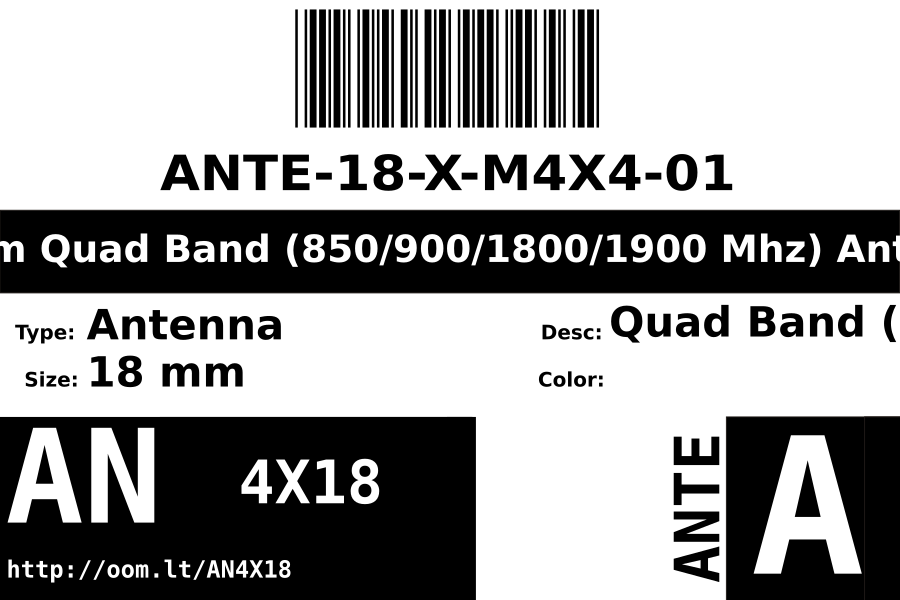 ANTE-18-X-M4X4-01
m Quad Band (850/900/1800/1900 Mhz) Ant
Type: Antenna
Desc: Quad Band (
Size: 18 mm
Color:
AN
4X18
ANTE
A
http://oom.lt/AN4X18